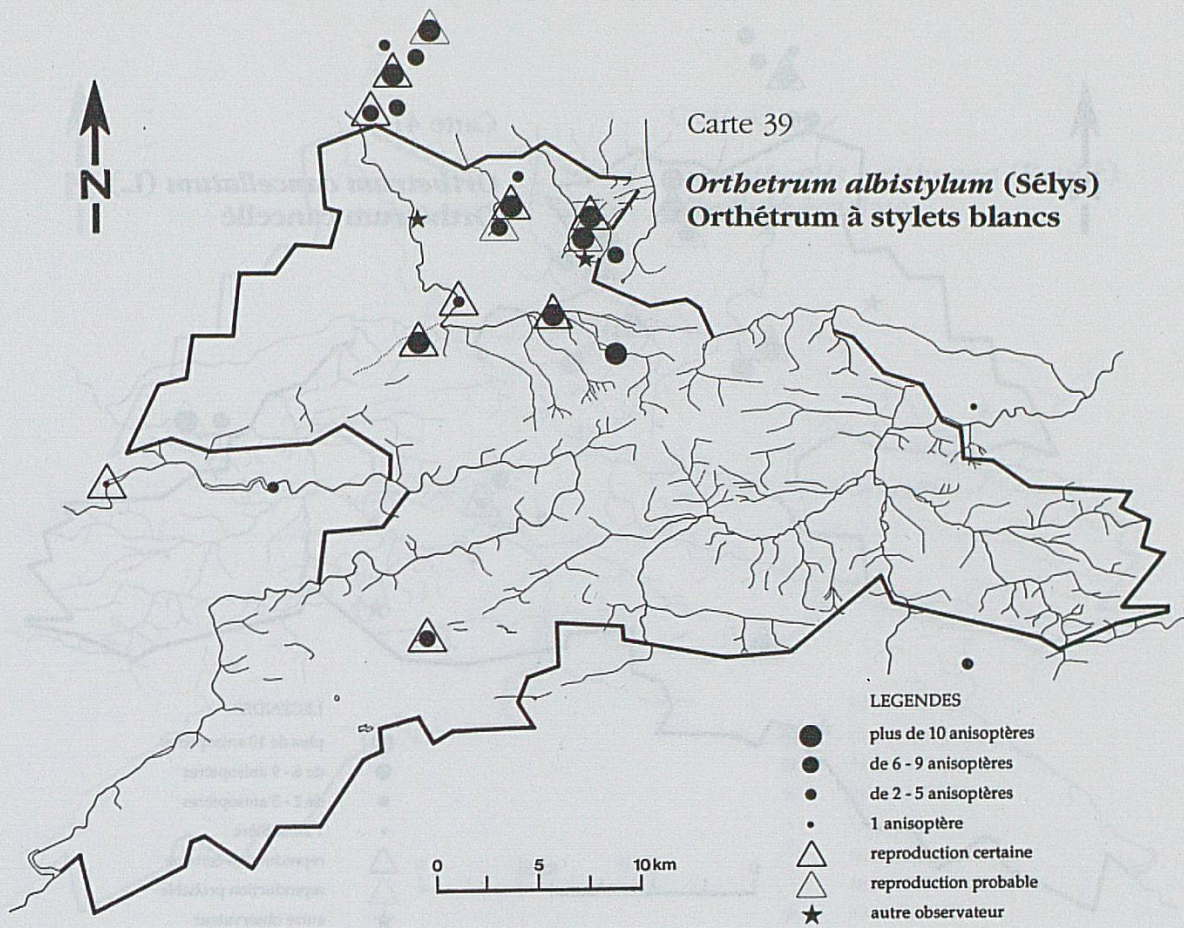 N
Carte 39
Orthetrum albistylum (Sélys)
Orthétrum à stylets blancs
LEGENDES
plus de 10 anisoptères
de 6 - 9 anisoptères
de 2 - 5 anisoptères
1 anisoptère
reproduction certaine
reproduction probable
autre observateur
0 5 10 km